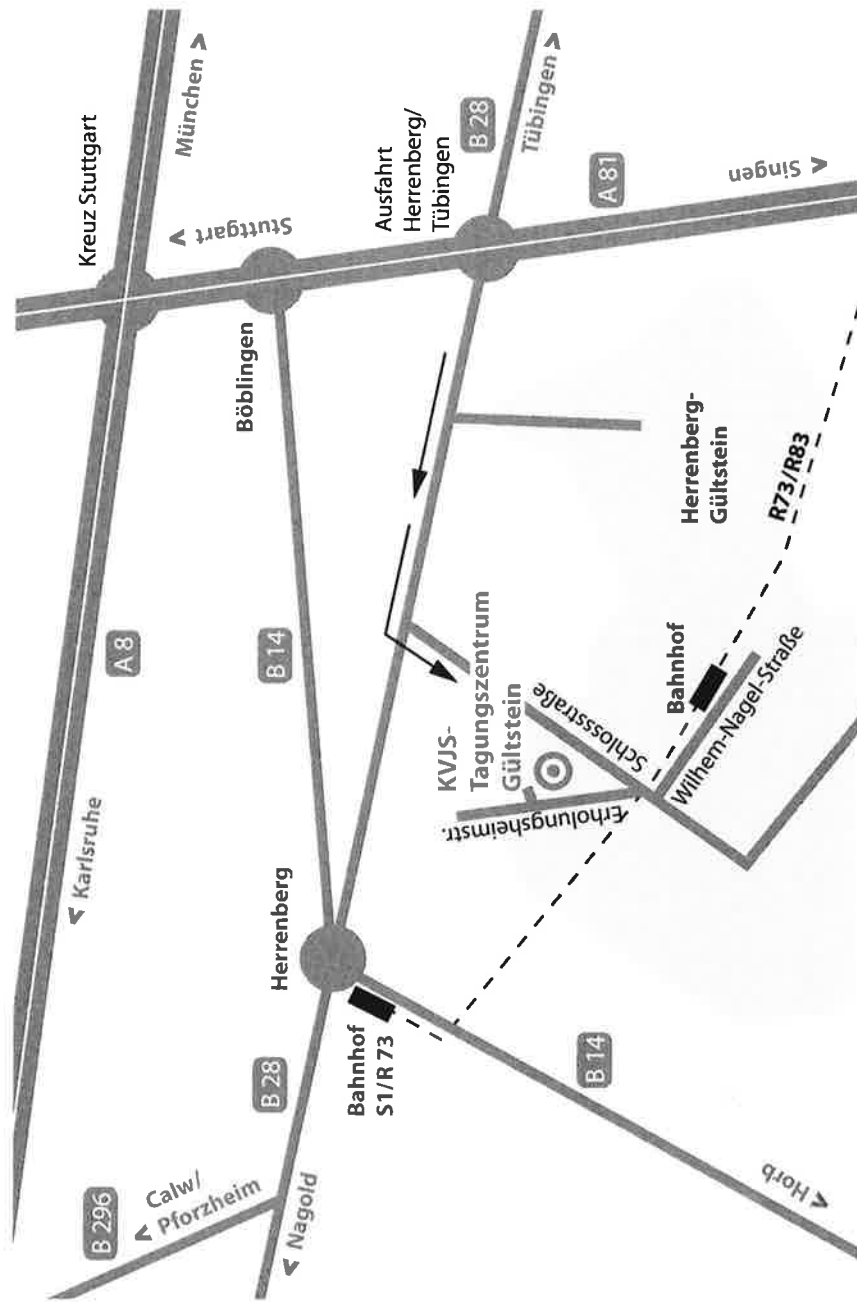 Kreuz Stuttgart
München >
< Karlsruhe
A 8
Stuttgart >
Böblingen
B 14
Ausfahrt
Herrenberg/
Tübingen
B 28
Tübingen >
A 81
Singen >
Herrenberg
B 296
Calw/
Pforzheim
>
B 28
< Nagold
Bahnhof
S1/R 73
B 14
Horb >
KVJS-
Tagungszentrum
Gültstein
Erholungsheimstr.
Schlossstraße
Wilhem-Nagel-Straße
Bahnhof
Herrenberg-
Gültstein
R73/R83